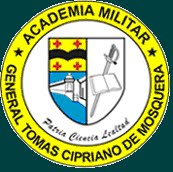 ACADEMIA MILITAR
GENERAL TOMAS CIPRIANO DE MOSQUERA
Patria Ciencia Lealtad